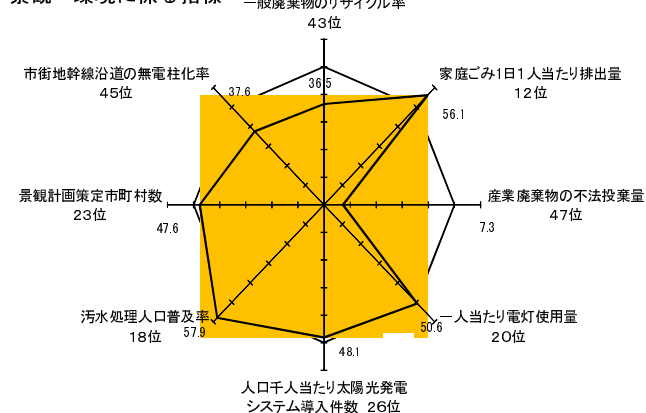 一般廃棄物のリサイクル率
43位
36.5
市街地幹線沿道の無電柱化率
45位
37.6
家庭ごみ1日1人当たり排出量
12位
56.1
景観計画策定市町村数
23位
47.6
産業廃棄物の不法投棄量
47位
7.3
汚水処理人口普及率
18位
57.9
一人当たり電灯使用量
20位
50.6
48.1
人口千人当たり太陽光発電
システム導入件数 26位